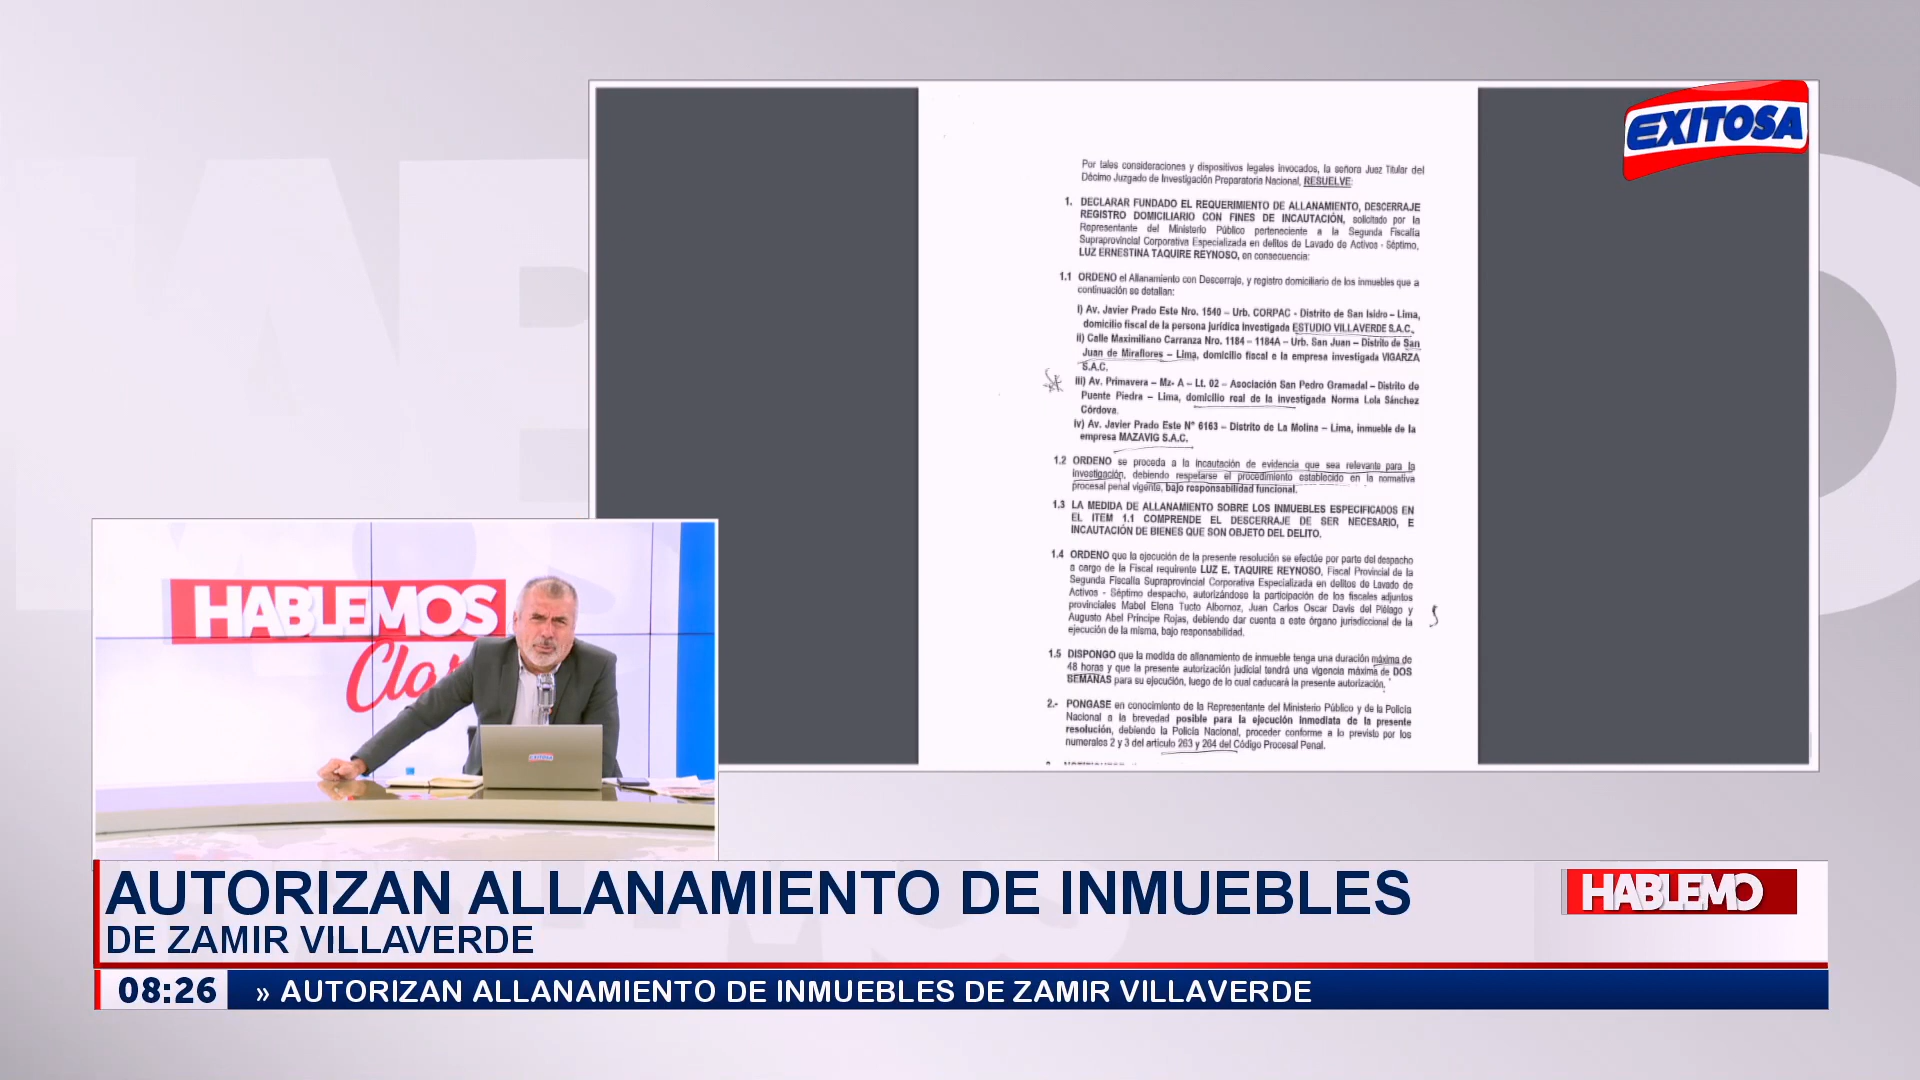 EXITOSA
Por tales consideraciones y dispositivos legales invocados, la señora Juez Titular del
Décimo Juzgado de Investigación Preparatoria Nacional, RESUELVE:
1. DECLARAR FUNDADO EL REQUERIMIENTO DE ALLANAMIENTO, DESCERRAJE
REGISTRO DOMICILIARIO CON FINES DE INCAUTACIÓN, solicitado por la
Representante del Ministerio Público perteneciente a la Segunda Fiscalía
Supraprovincial Corporativa Especializada en delitos de Lavado de Activos - Séptimo,
LUZ ERNESTINA TAQUIRE REYNOSO, en consecuencia:
1.1 ORDENO el Allanamiento con Descerraje, y registro domiciliario de los inmuebles que a
continuación se detallan:
i) Av. Javier Prado Este Nro. 1540 – Urb. CORPAC - Distrito de San Isidro – Lima,
domicilio fiscal de la persona jurídica investigada ESTUDIO VILLAVERDE S.A.C.,
ii) Calle Maximiliano Carranza Nro. 1184 – 1184A – Urb. San Juan – Distrito de San
Juan de Miraflores – Lima, domicilio fiscal e la empresa investigada VIGARZA
S.A.C.
iii) Av. Primavera – Mz- A – Lt. 02 – Asociación San Pedro Gramadal – Distrito de
Puente Piedra – Lima, domicilio real de la investigada Norma Lola Sánchez
Córdova.
iv) Av. Javier Prado Este N° 6163 – Distrito de La Molina – Lima, inmueble de la
empresa MAZAVIG S.A.C.
1.2 ORDENO se proceda a la incautación de evidencia que sea relevante para la
investigación, debiendo respetarse el procedimiento establecido en la normativa
procesal penal vigente, bajo responsabilidad funcional.
1.3 LA MEDIDA DE ALLANAMIENTO SOBRE LOS INMUEBLES ESPECIFICADOS EN
EL ITEM 1.1 COMPRENDE EL DESCERRAJE DE SER NECESARIO, E
INCAUTACIÓN DE BIENES QUE SON OBJETO DEL DELITO.
1.4 ORDENO que la ejecución de la presente resolución se efectúe por parte del despacho
a cargo de la Fiscal requirente LUZ E. TAQUIRE REYNOSO, Fiscal Provincial de la
Segunda Fiscalía Supraprovincial Corporativa Especializada en delitos de Lavado de
Activos - Séptimo despacho, autorizándose la participación de los fiscales adjuntos
provinciales Mabel Elena Tucto Albornoz, Juan Carlos Oscar Davis del Piélago y
Augusto Abel Principe Rojas, debiendo dar cuenta a este órgano jurisdiccional de la
ejecución de la misma, bajo responsabilidad.
1.5 DISPONGO que la medida de allanamiento de inmueble tenga una duración máxima de
48 horas y que la presente autorización judicial tendrá una vigencia máxima de DOS
SEMANAS para su ejecución, luego de lo cual caducará la presente autorización.
2.- PONGASE en conocimiento de la Representante del Ministerio Público y de la Policía
Nacional a la brevedad posible para la ejecución inmediata de la presente
resolución, debiendo la Policía Nacional, proceder conforme a lo previsto por los
numerales 2 y 3 del artículo 263 y 264 del Código Procesal Penal.
HABLEMOS
EXITOSA
AUTORIZAN ALLANAMIENTO DE INMUEBLES
DE ZAMIR VILLAVERDE
HABLEMO
08:26 » AUTORIZAN ALLANAMIENTO DE INMUEBLES DE ZAMIR VILLAVERDE